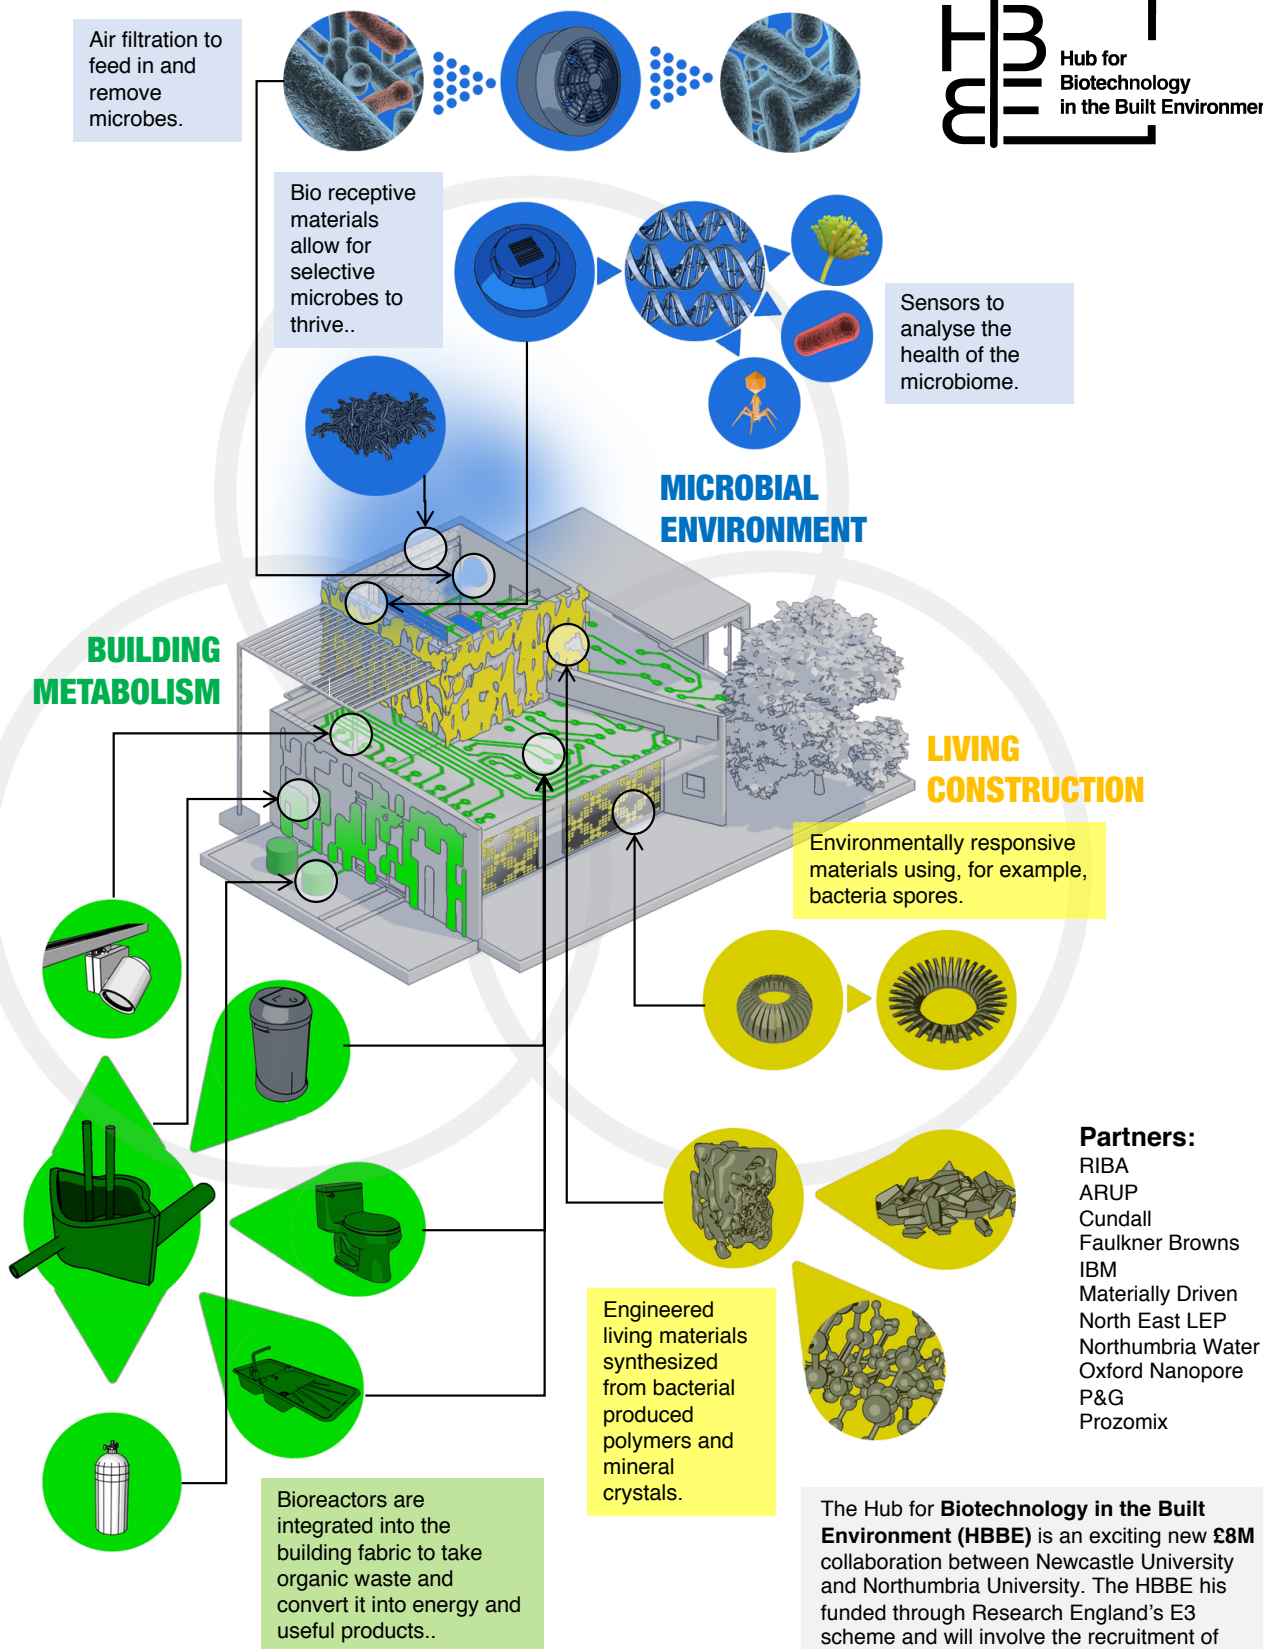 Air filtration to
feed in and
remove
microbes.
HB
BE
Hub for
Biotechnology
in the Built Environmen
Bio receptive
materials
allow for
selective
microbes to
thrive..
Sensors to
analyse the
health of the
microbiome.
MICROBIAL
ENVIRONMENT
BUILDING
METABOLISM
LIVING
CONSTRUCTION
Environmentally responsive
materials using, for example,
bacteria spores.
Partners:
RIBA
ARUP
Cundall
Faulkner Browns
IBM
Materially Driven
North East LEP
Northumbria Water
Oxford Nanopore
P&G
Prozomix
Engineered
living materials
synthesized
from bacterial
produced
polymers and
mineral
crystals.
Bioreactors are
integrated into the
building fabric to take
organic waste and
convert it into energy and
useful products..
The Hub for Biotechnology in the Built
Environment (HBBE) is an exciting new £8M
collaboration between Newcastle University
and Northumbria University. The HBBE his
funded through Research England's E3
scheme and will involve the recruitment of